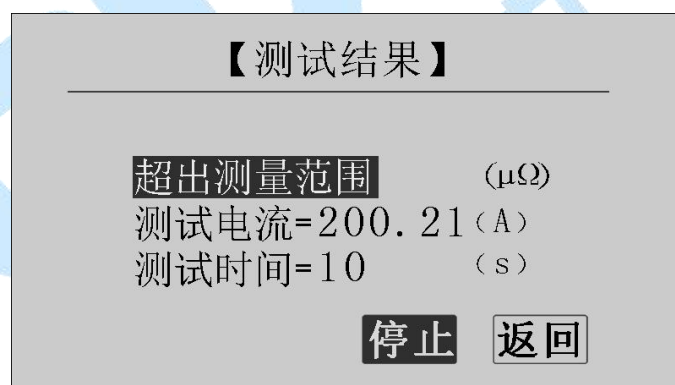 【测试结果】
超出测量范围 (μΩ)
测试电流=200.21(A)
测试时间=10 (s)
停止 返回